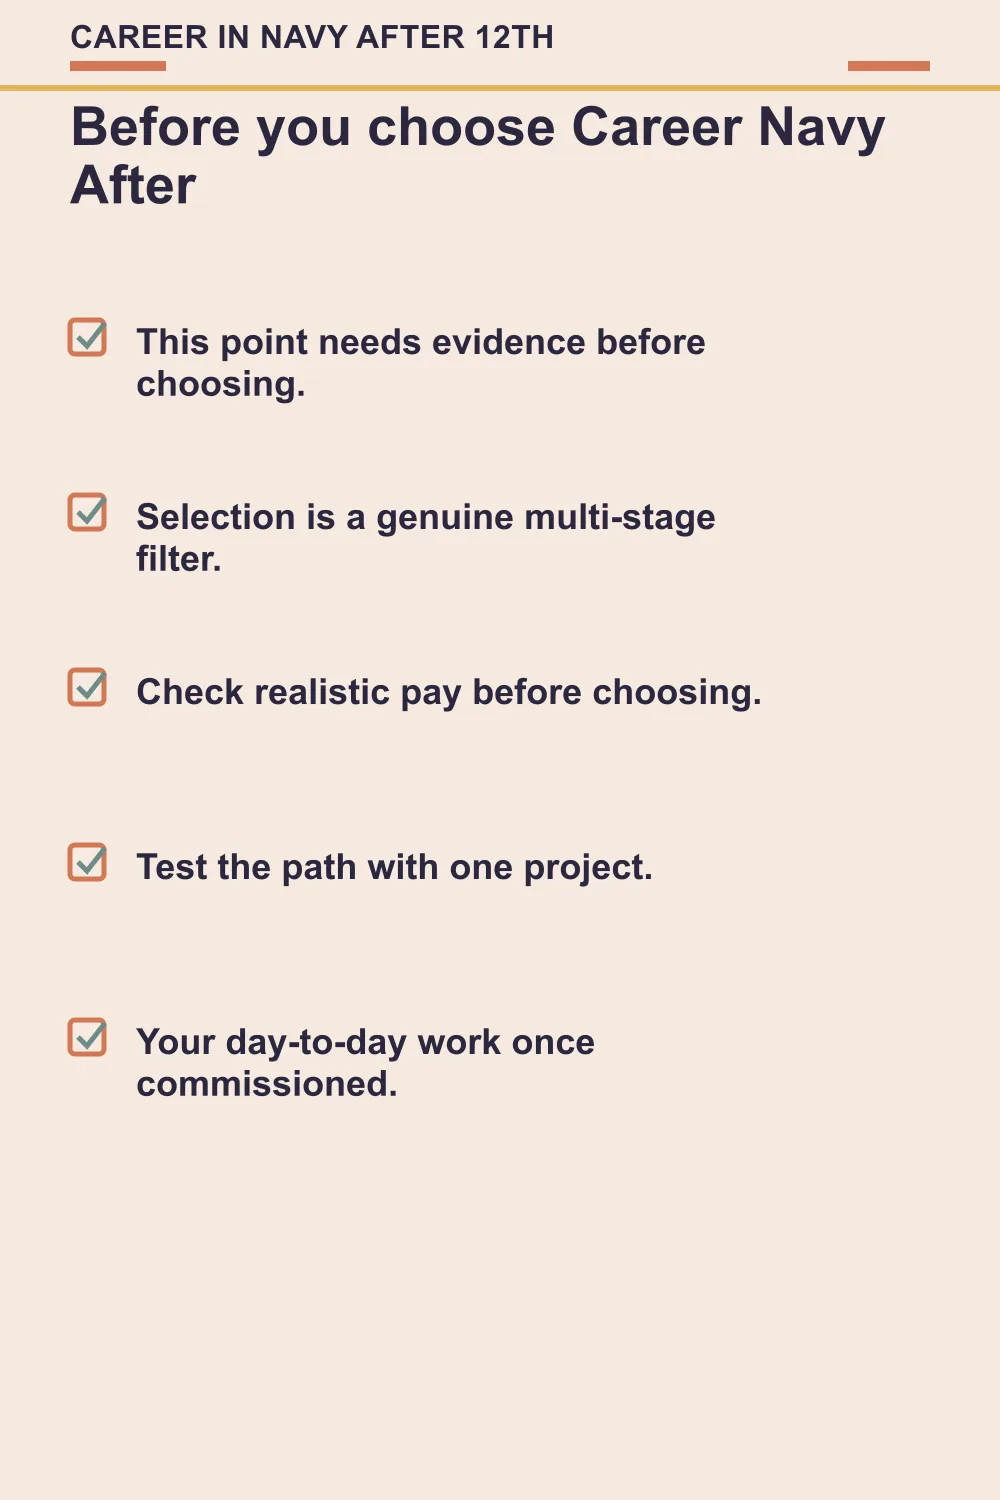 CAREER IN NAVY AFTER 12TH
Before you choose Career Navy
After
This point needs evidence before
choosing.
Selection is a genuine multi-stage
filter.
Check realistic pay before choosing.
Test the path with one project.
Your day-to-day work once
commissioned.